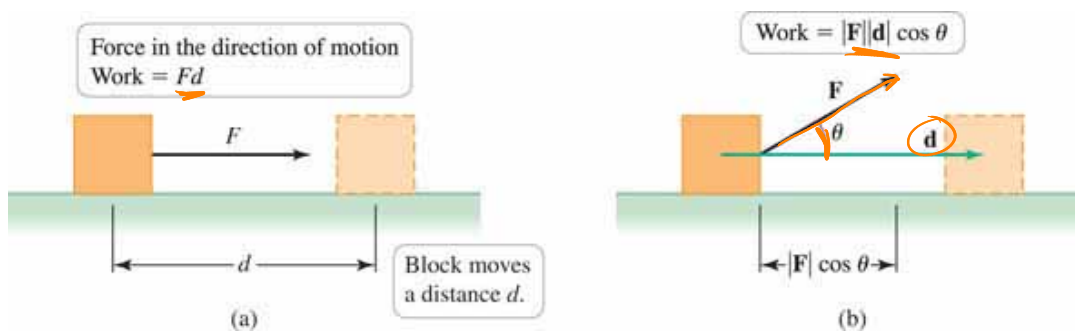 Force in the direction of motion
Work = Fd
F
d
Block moves
a distance d.
(a)
Work = |F||d| cos θ
F
θ
d
|F| cos θ
(b)